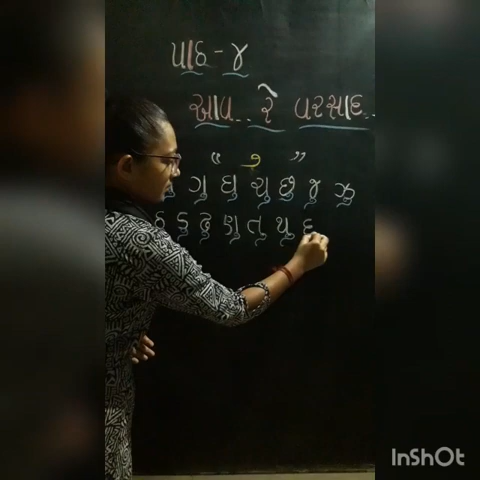 પાઠ - ૪
આવ.. રે વરસાદ..
“ ુ ”
ગુ ઘુ ચુ છુ જુ ઝુ
ઢુ ણુ તુ થુ દ
InShOt